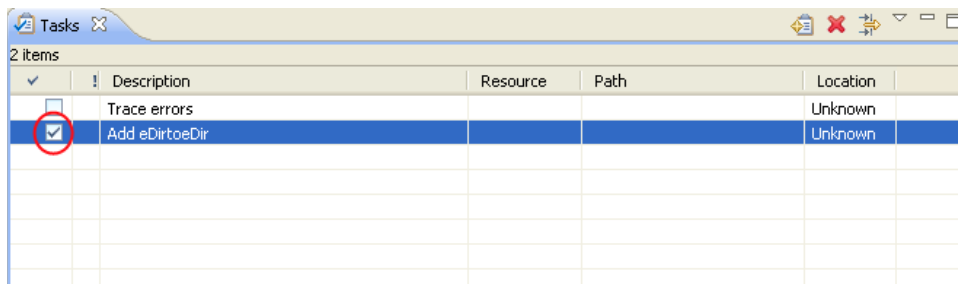 Tasks
2 items
! Description Resource Path Location
Trace errors Unknown
Add eDirtoeDir Unknown